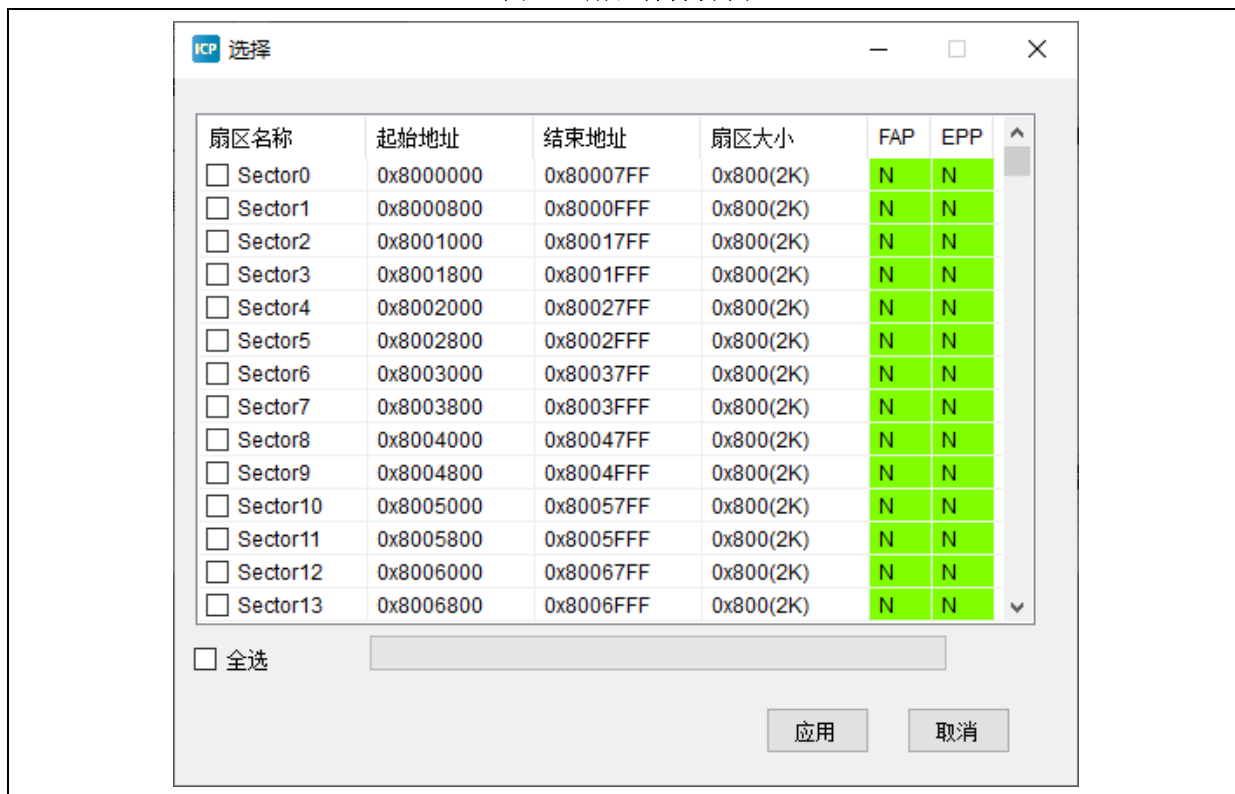 ICP 选择
扇区名称 起始地址 结束地址 扇区大小 FAP EPP
Sector0 0x8000000 0x80007FF 0x800(2K) N N
Sector1 0x8000800 0x8000FFF 0x800(2K) N N
Sector2 0x8001000 0x80017FF 0x800(2K) N N
Sector3 0x8001800 0x8001FFF 0x800(2K) N N
Sector4 0x8002000 0x80027FF 0x800(2K) N N
Sector5 0x8002800 0x8002FFF 0x800(2K) N N
Sector6 0x8003000 0x80037FF 0x800(2K) N N
Sector7 0x8003800 0x8003FFF 0x800(2K) N N
Sector8 0x8004000 0x80047FF 0x800(2K) N N
Sector9 0x8004800 0x8004FFF 0x800(2K) N N
Sector10 0x8005000 0x80057FF 0x800(2K) N N
Sector11 0x8005800 0x8005FFF 0x800(2K) N N
Sector12 0x8006000 0x80067FF 0x800(2K) N N
Sector13 0x8006800 0x8006FFF 0x800(2K) N N
全选
应用 取消